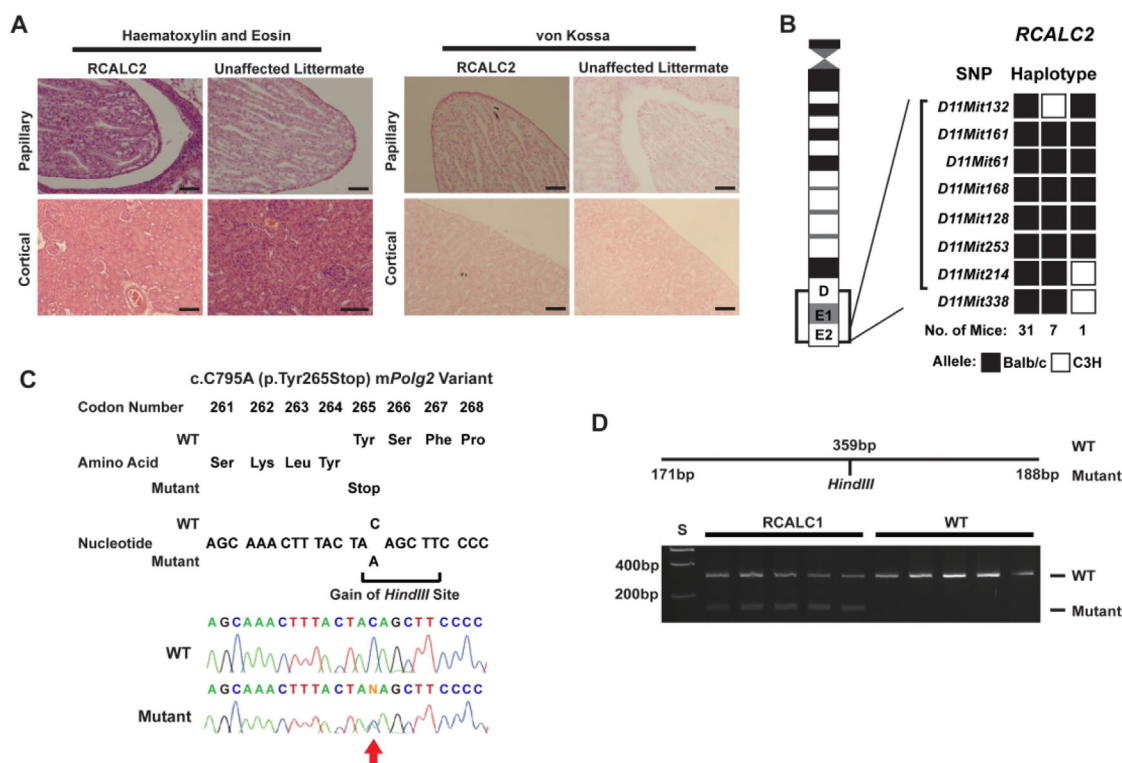 A
Haematoxylin and Eosin
von Kossa
RCALC2 Unaffected Littermate
RCALC2 Unaffected Littermate
Papillary
Cortical
Papillary
Cortical
B
RCALC2
SNP Haplotype
D11Mit132
D11Mit161
D11Mit61
D11Mit168
D11Mit128
D11Mit253
D11Mit214
D11Mit338
D
E1
E2
No. of Mice: 31 7 1
Allele: Balb/c C3H
C
c.C795A (p.Tyr265Stop) mPolg2 Variant
Codon Number 261 262 263 264 265 266 267 268
WT Tyr Ser Phe Pro
Amino Acid Ser Lys Leu Tyr
Mutant Stop
WT C
Nucleotide AGC AAA CTT TAC TA AGC TTC CCC
Mutant A
Gain of HindIII Site
AGCAAACTTTACTACAGCTTCCCC
WT
AGCAAACTTTACTANAGCTTCCCC
Mutant
D
359bp WT
171bp HindIII 188bp Mutant
S RCALC1 WT
400bp WT
200bp Mutant